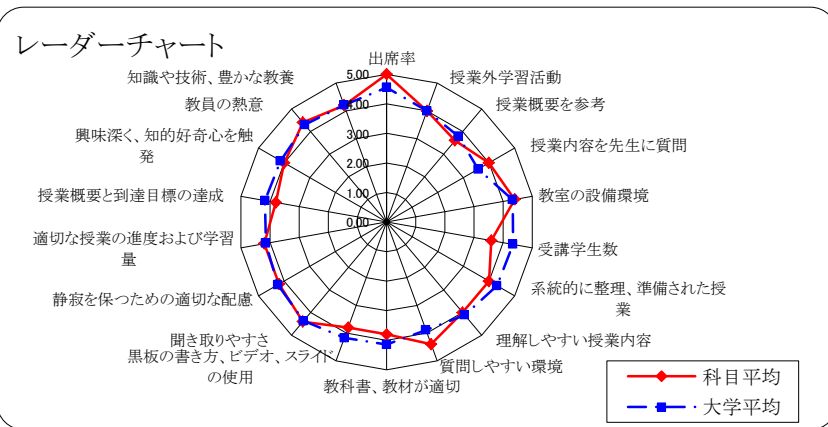 レーダーチャート
出席率
授業外学習活動
授業概要を参考
授業内容を先生に質問
教室の設備環境
受講学生数
系統的に整理、準備された授
業
理解しやすい授業内容
質問しやすい環境
教科書、教材が適切
黒板の書き方、ビデオ、スライド
の使用
聞き取りやすさ
静寂を保つための適切な配慮
適切な授業の進度および学習
量
授業概要と到達目標の達成
興味深く、知的好奇心を触
発
教員の熱意
知識や技術、豊かな教養
5.00
4.00
3.00
2.00
1.00
0.00
科目平均
大学平均